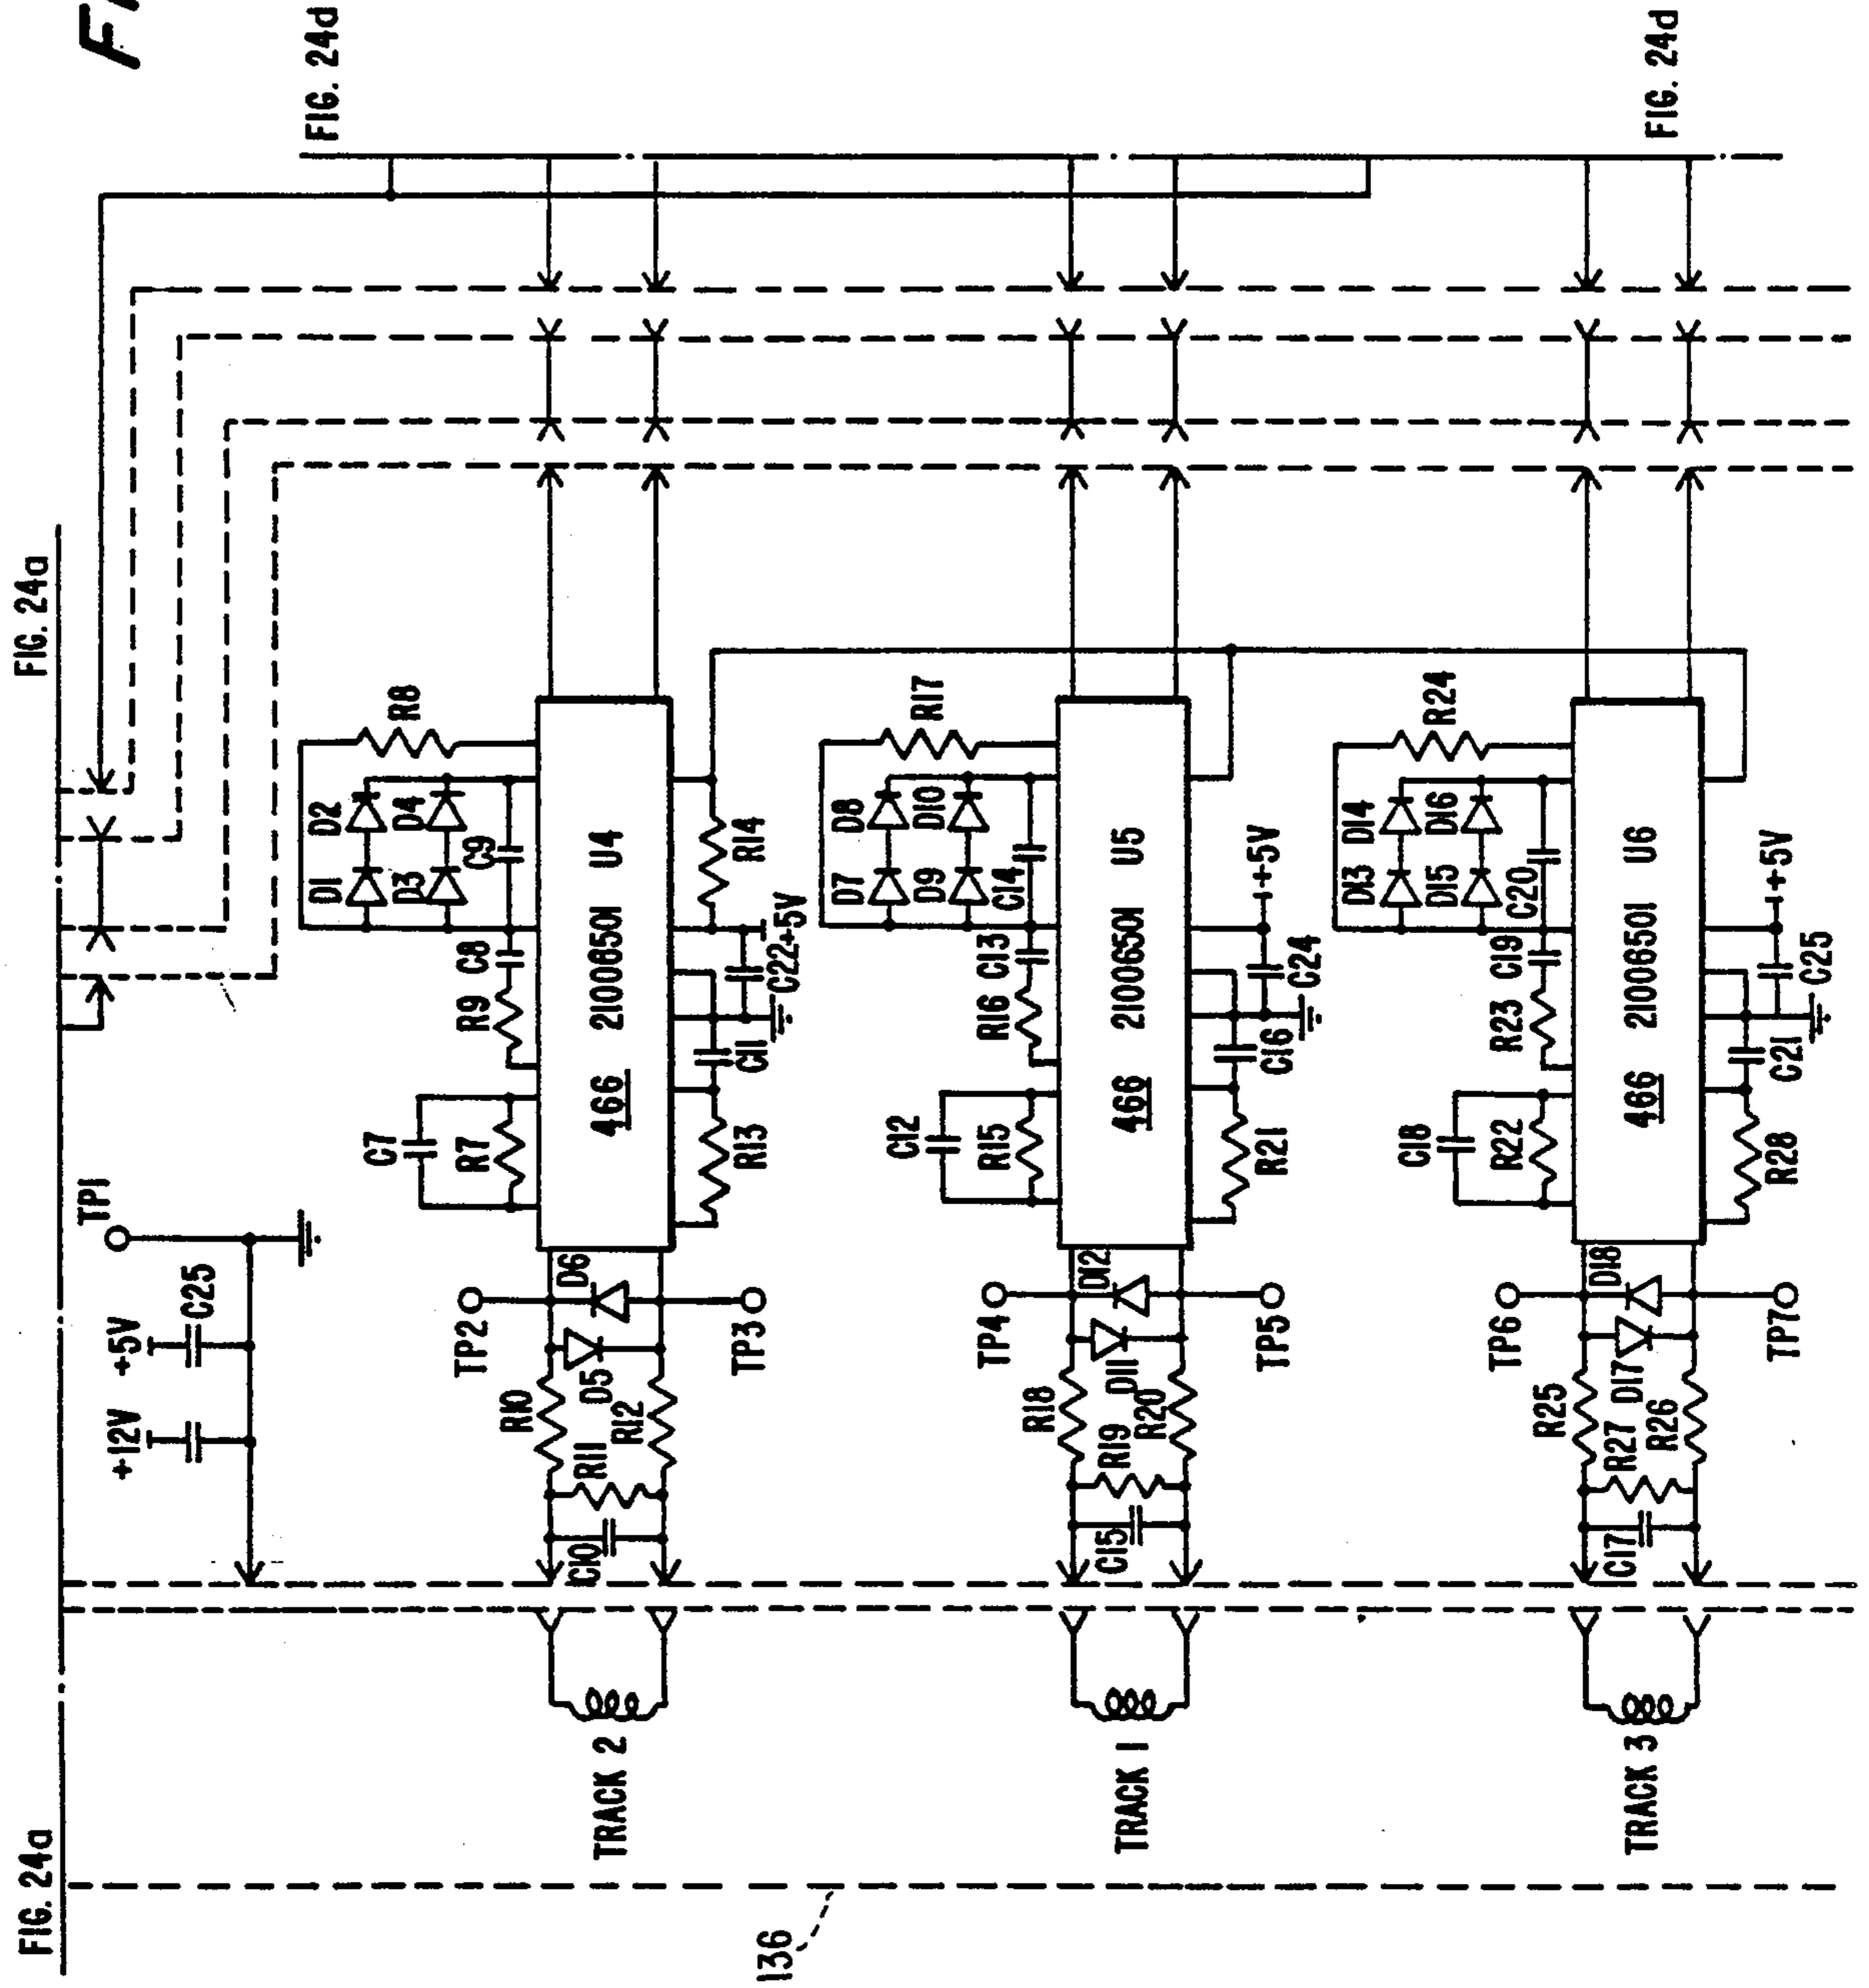 FIG. 24a
FIG. 24a
FIG. 24d
FIG. 24d
136
+12V
+5V
C25
TP1
TRACK 2
C10
R11
R10
R12
D5
D6
TP2
TP3
C7
R7
R9
C8
D1
D2
D3
D4
C9
R8
466
21006501
U4
R13
C11
C22
+5V
R14
TRACK 1
C15
R19
R18
R20
D11
D12
TP4
TP5
C12
R15
R16
C13
D7
D8
D9
D10
C14
R17
466
21006501
U5
R21
C16
C24
+5V
TRACK 3
C17
R27
R25
R26
D17
D18
TP6
TP7
C18
R22
R23
C19
D13
D14
D15
D16
C20
R24
466
21006501
U6
R28
C21
C25
+5V